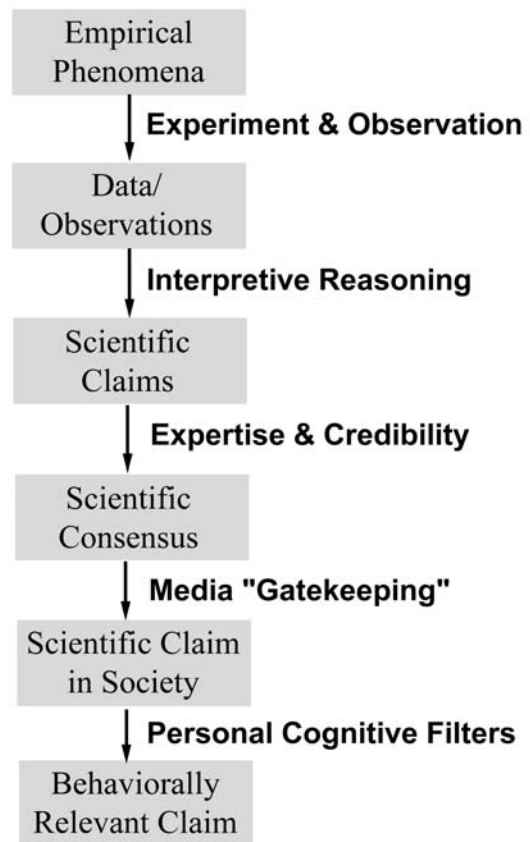 Empirical
Phenomena
Experiment & Observation
Data/
Observations
Interpretive Reasoning
Scientific
Claims
Expertise & Credibility
Scientific
Consensus
Media "Gatekeeping"
Scientific Claim
in Society
Personal Cognitive Filters
Behaviorally
Relevant Claim